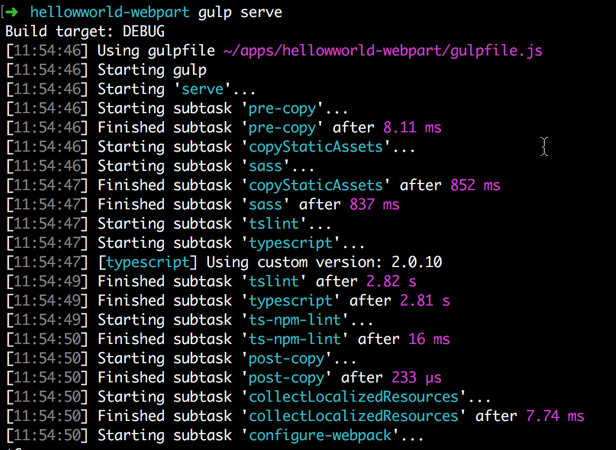 → hellowworld-webpart gulp serve
Build target: DEBUG
[11:54:46] Using gulpfile ~/apps/hellowworld-webpart/gulpfile.js
[11:54:46] Starting gulp
[11:54:46] Starting 'serve'...
[11:54:46] Starting subtask 'pre-copy'...
[11:54:46] Finished subtask 'pre-copy' after 8.11 ms
[11:54:46] Starting subtask 'copyStaticAssets'...
[11:54:46] Starting subtask 'sass'...
[11:54:47] Finished subtask 'copyStaticAssets' after 852 ms
[11:54:47] Finished subtask 'sass' after 837 ms
[11:54:47] Starting subtask 'tslint'...
[11:54:47] Starting subtask 'typescript'...
[11:54:47] [typescript] Using custom version: 2.0.10
[11:54:49] Finished subtask 'tslint' after 2.82 s
[11:54:49] Finished subtask 'typescript' after 2.81 s
[11:54:49] Starting subtask 'ts-npm-lint'...
[11:54:50] Finished subtask 'ts-npm-lint' after 16 ms
[11:54:50] Starting subtask 'post-copy'...
[11:54:50] Finished subtask 'post-copy' after 233 μs
[11:54:50] Starting subtask 'collectLocalizedResources'...
[11:54:50] Finished subtask 'collectLocalizedResources' after 7.74 ms
[11:54:50] Starting subtask 'configure-webpack'...